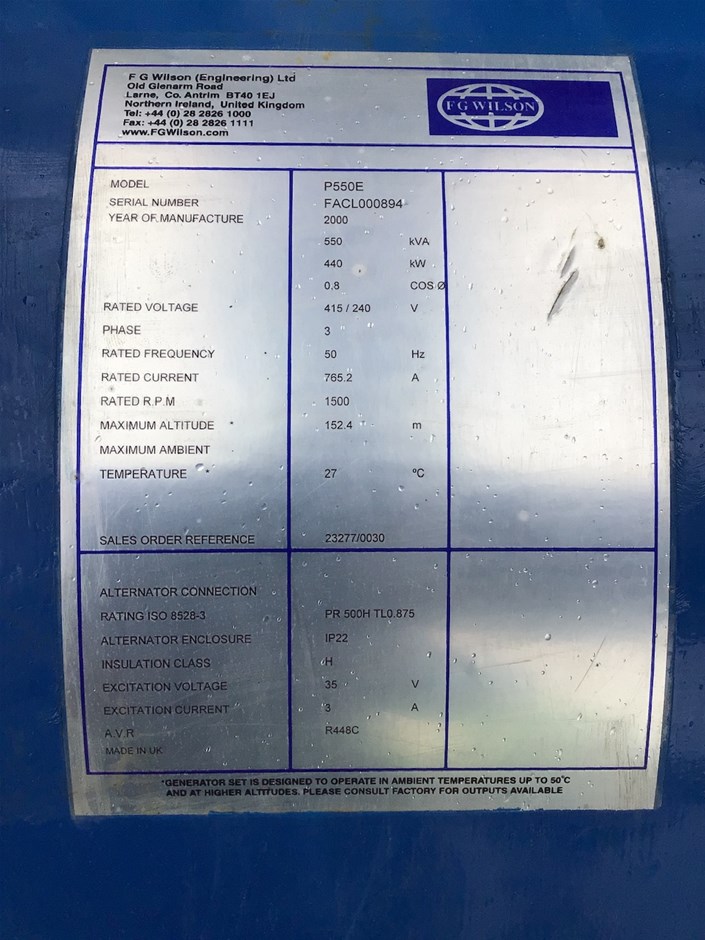 F G Wilson (Engineering) Ltd
Old Glenarm Road
Larne, Co. Antrim BT40 1EJ
Northern Ireland, United Kingdom
Tel: +44 (0) 28 2826 1000
Fax: +44 (0) 28 2826 1111
www.FGWilson.com
F G WILSON
MODEL P550E
SERIAL NUMBER FACL000894
YEAR OF MANUFACTURE 2000
550 kVA
440 kW
0.8 COS Ø
RATED VOLTAGE 415 / 240 V
PHASE 3
RATED FREQUENCY 50 Hz
RATED CURRENT 765.2 A
RATED R.P.M 1500
MAXIMUM ALTITUDE * 152.4 m
MAXIMUM AMBIENT
TEMPERATURE * 27 ºC
SALES ORDER REFERENCE 23277/0030
ALTERNATOR CONNECTION
RATING ISO 8528-3 PR 500H TL0.875
ALTERNATOR ENCLOSURE IP22
INSULATION CLASS H
EXCITATION VOLTAGE 35 V
EXCITATION CURRENT 3 A
A.V.R R448C
MADE IN UK
*GENERATOR SET IS DESIGNED TO OPERATE IN AMBIENT TEMPERATURES UP TO 50°C
AND AT HIGHER ALTITUDES. PLEASE CONSULT FACTORY FOR OUTPUTS AVAILABLE